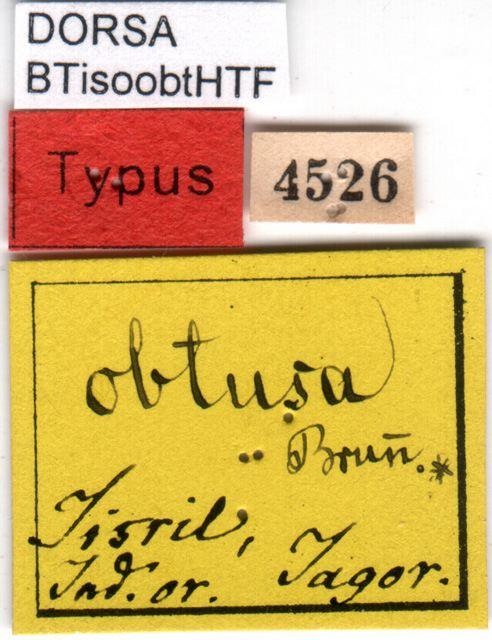 DORSA
BTisoobtHTF
Typus
4526
obtusa
Brun̄. *
Tisril,
Ind. or. Jagor.